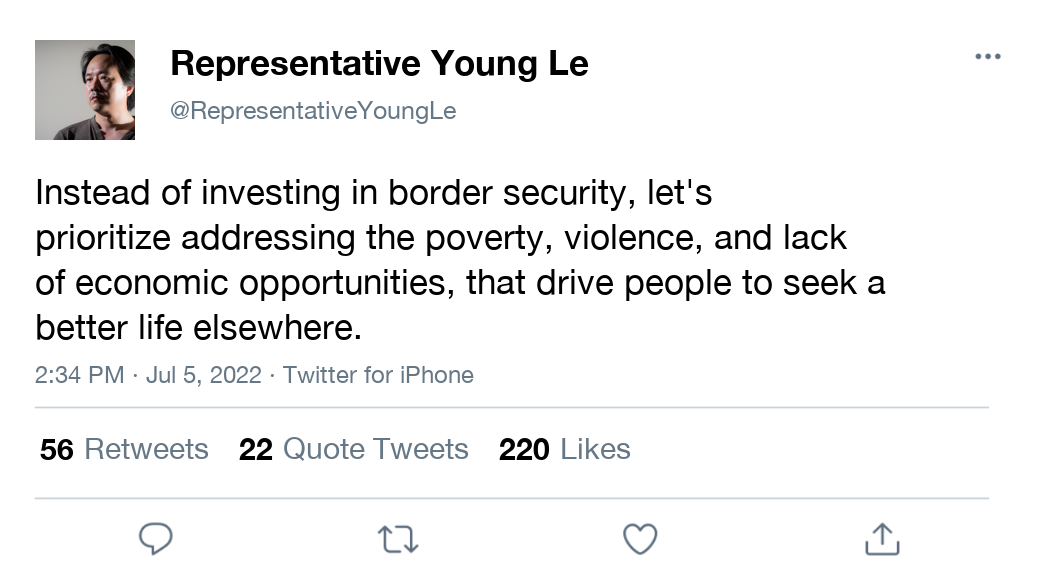 Representative Young Le
@RepresentativeYoungLe
Instead of investing in border security, let's
prioritize addressing the poverty, violence, and lack
of economic opportunities, that drive people to seek a
better life elsewhere.
2:34 PM · Jul 5, 2022 · Twitter for iPhone
56 Retweets 22 Quote Tweets 220 Likes